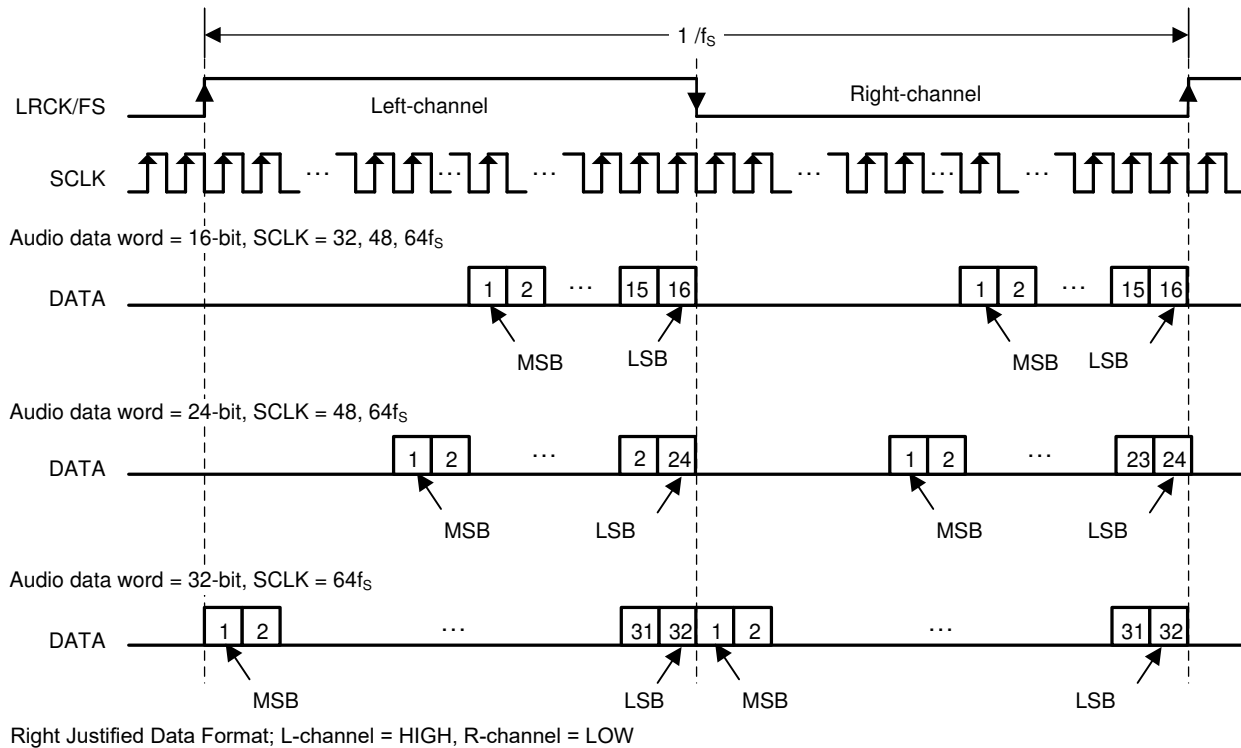 1 /fS
LRCK/FS
Left-channel
Right-channel
SCLK
... ... ... ... ... ...
Audio data word = 16-bit, SCLK = 32, 48, 64fS
DATA
1 2 ... 15 16 1 2 ... 15 16
MSB LSB MSB LSB
Audio data word = 24-bit, SCLK = 48, 64fS
DATA
1 2 ... 2 24 1 2 ... 23 24
MSB LSB MSB LSB
Audio data word = 32-bit, SCLK = 64fS
DATA
1 2 ... 31 32 1 2 ... 31 32
MSB LSB MSB LSB
Right Justified Data Format; L-channel = HIGH, R-channel = LOW